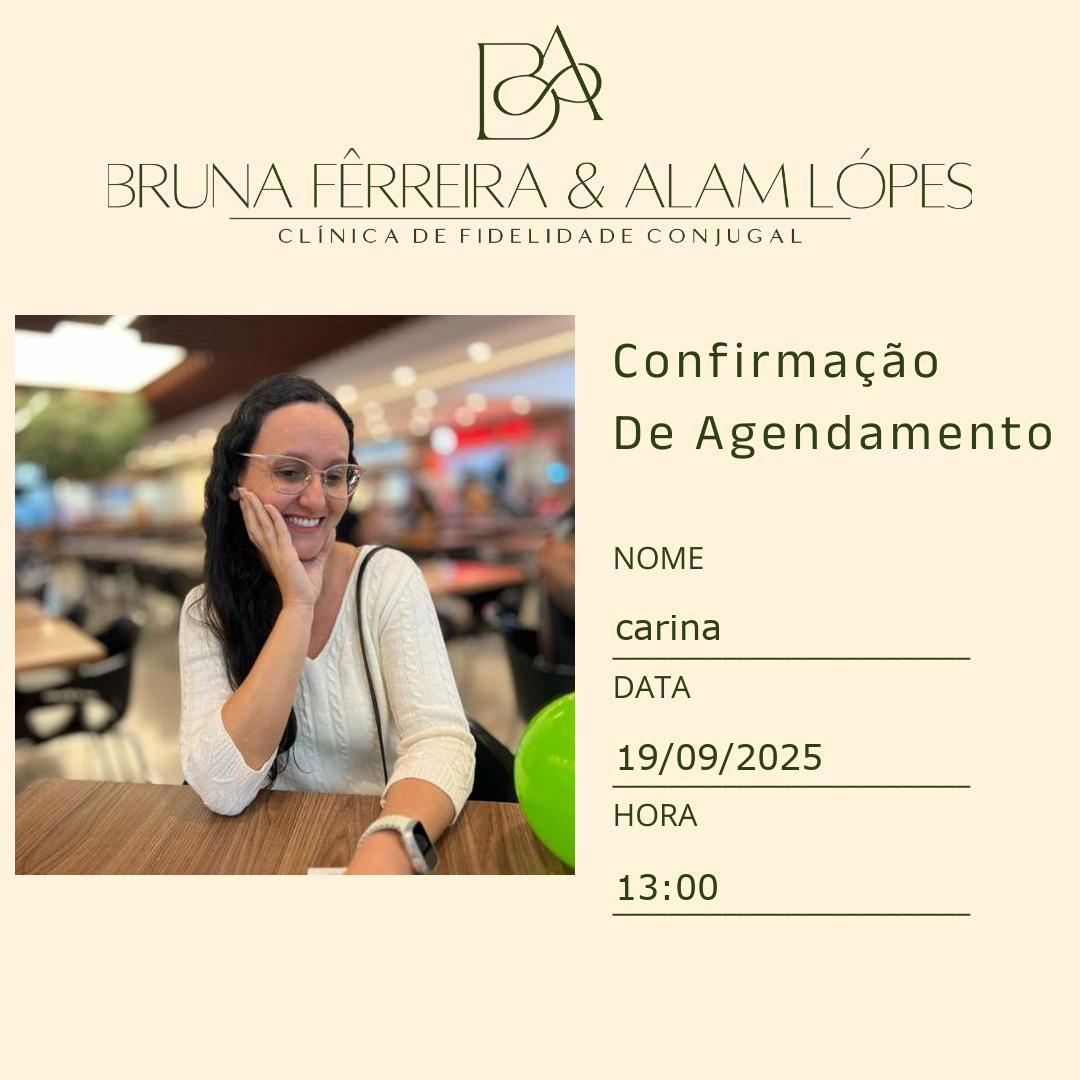 BA
BRUNA FÊRREIRA & ALAM LÓPES
CLÍNICA DE FIDELIDADE CONJUGAL
Confirmação
De Agendamento
NOME
carina
DATA
19/09/2025
HORA
13:00